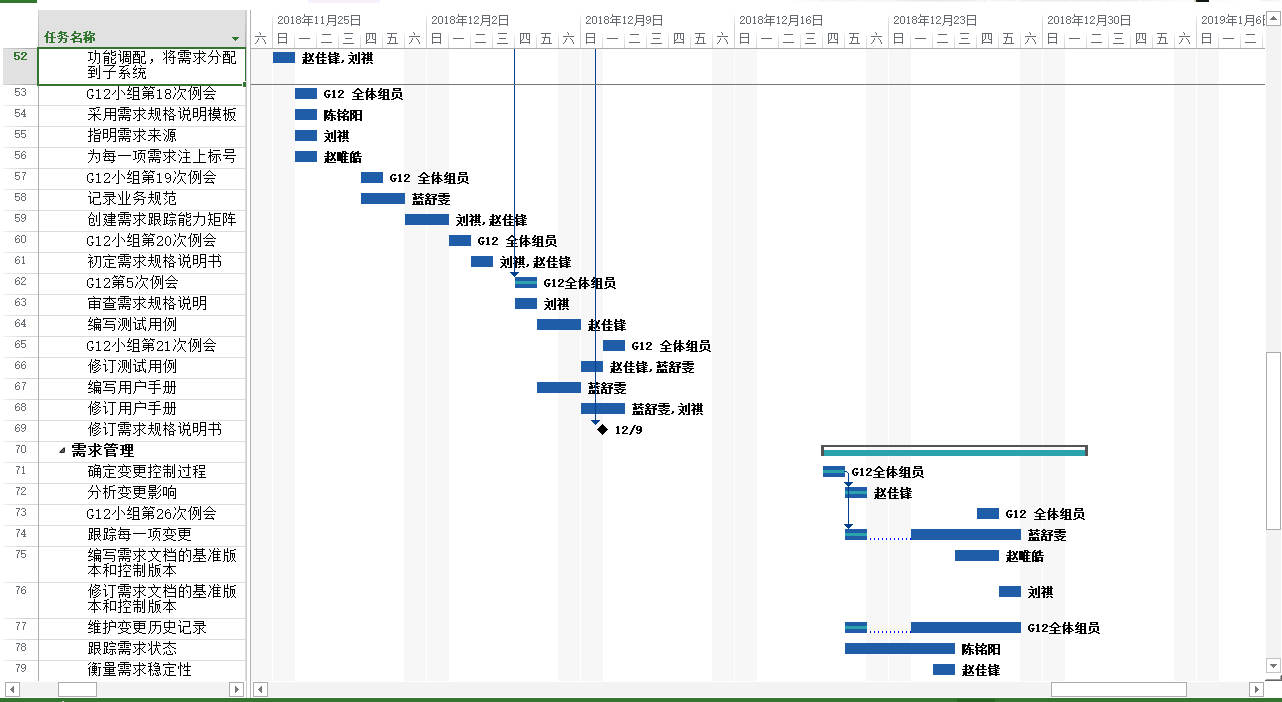 2018年11月25日 2018年12月2日 2018年12月9日 2018年12月16日 2018年12月23日 2018年12月30日 2019年1月6
任务名称 六 日 一 二 三 四 五 六 日 一 二 三 四 五 六 日 一 二 三 四 五 六 日 一 二 三 四 五 六 日 一 二 三 四 五 六 日 一 二 三 四 五 六 日 一 二
52 功能调配，将需求分配 赵佳锋,刘祺
到子系统
53 G12小组第18次例会 G12 全体组员
54 采用需求规格说明模板 陈铭阳
55 指明需求来源 刘祺
56 为每一项需求注上标号 赵唯皓
57 G12小组第19次例会 G12 全体组员
58 记录业务规范 蓝舒雯
59 创建需求跟踪能力矩阵 刘祺,赵佳锋
60 G12小组第20次例会 G12 全体组员
61 初定需求规格说明书 刘祺,赵佳锋
62 G12第5次例会 G12全体组员
63 审查需求规格说明 刘祺
64 编写测试用例 赵佳锋
65 G12小组第21次例会 G12 全体组员
66 修订测试用例 赵佳锋,蓝舒雯
67 编写用户手册 蓝舒雯
68 修订用户手册 蓝舒雯,刘祺
69 修订需求规格说明书 12/9
70 需求管理
71 确定变更控制过程 G12全体组员
72 分析变更影响 赵佳锋
73 G12小组第26次例会 G12 全体组员
74 跟踪每一项变更 蓝舒雯
75 编写需求文档的基准版 赵唯皓
本和控制版本
76 修订需求文档的基准版 刘祺
本和控制版本
77 维护变更历史记录 G12全体组员
78 跟踪需求状态 陈铭阳
79 衡量需求稳定性 赵佳锋